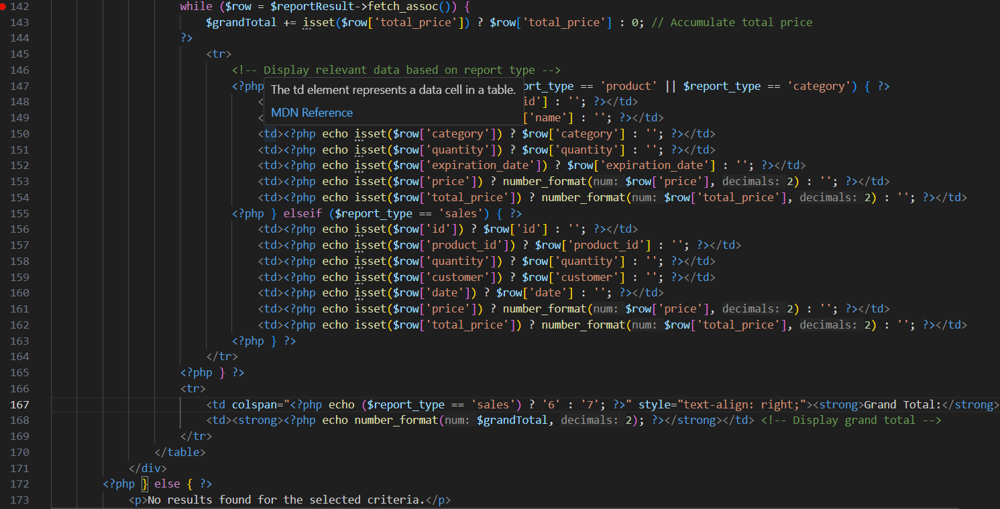 142 while ($row = $reportResult->fetch_assoc()) {
143 $grandTotal += isset($row['total_price']) ? $row['total_price'] : 0; // Accumulate total price
144 ?>
145 <tr>
146 <!-- Display relevant data based on report type -->
147 <?php ort_type == 'product' || $report_type == 'category') { ?>
The td element represents a data cell in a table.
148 < id'] : ''; ?></td>
MDN Reference
149 < ['name'] : ''; ?></td>
150 <td><?php echo isset($row['category']) ? $row['category'] : ''; ?></td>
151 <td><?php echo isset($row['quantity']) ? $row['quantity'] : ''; ?></td>
152 <td><?php echo isset($row['expiration_date']) ? $row['expiration_date'] : ''; ?></td>
153 <td><?php echo isset($row['price']) ? number_format(num: $row['price'], decimals: 2) : ''; ?></td>
154 <td><?php echo isset($row['total_price']) ? number_format(num: $row['total_price'], decimals: 2) : ''; ?></td>
155 <?php } elseif ($report_type == 'sales') { ?>
156 <td><?php echo isset($row['id']) ? $row['id'] : ''; ?></td>
157 <td><?php echo isset($row['product_id']) ? $row['product_id'] : ''; ?></td>
158 <td><?php echo isset($row['quantity']) ? $row['quantity'] : ''; ?></td>
159 <td><?php echo isset($row['customer']) ? $row['customer'] : ''; ?></td>
160 <td><?php echo isset($row['date']) ? $row['date'] : ''; ?></td>
161 <td><?php echo isset($row['price']) ? number_format(num: $row['price'], decimals: 2) : ''; ?></td>
162 <td><?php echo isset($row['total_price']) ? number_format(num: $row['total_price'], decimals: 2) : ''; ?></td>
163 <?php } ?>
164 </tr>
165 <?php } ?>
166 <tr>
167 <td colspan="<?php echo ($report_type == 'sales') ? '6' : '7'; ?>" style="text-align: right;"><strong>Grand Total:</strong>
168 <td><strong><?php echo number_format(num: $grandTotal, decimals: 2); ?></strong></td> <!-- Display grand total -->
169 </tr>
170 </table>
171 </div>
172 <?php } else { ?>
173 <p>No results found for the selected criteria.</p>